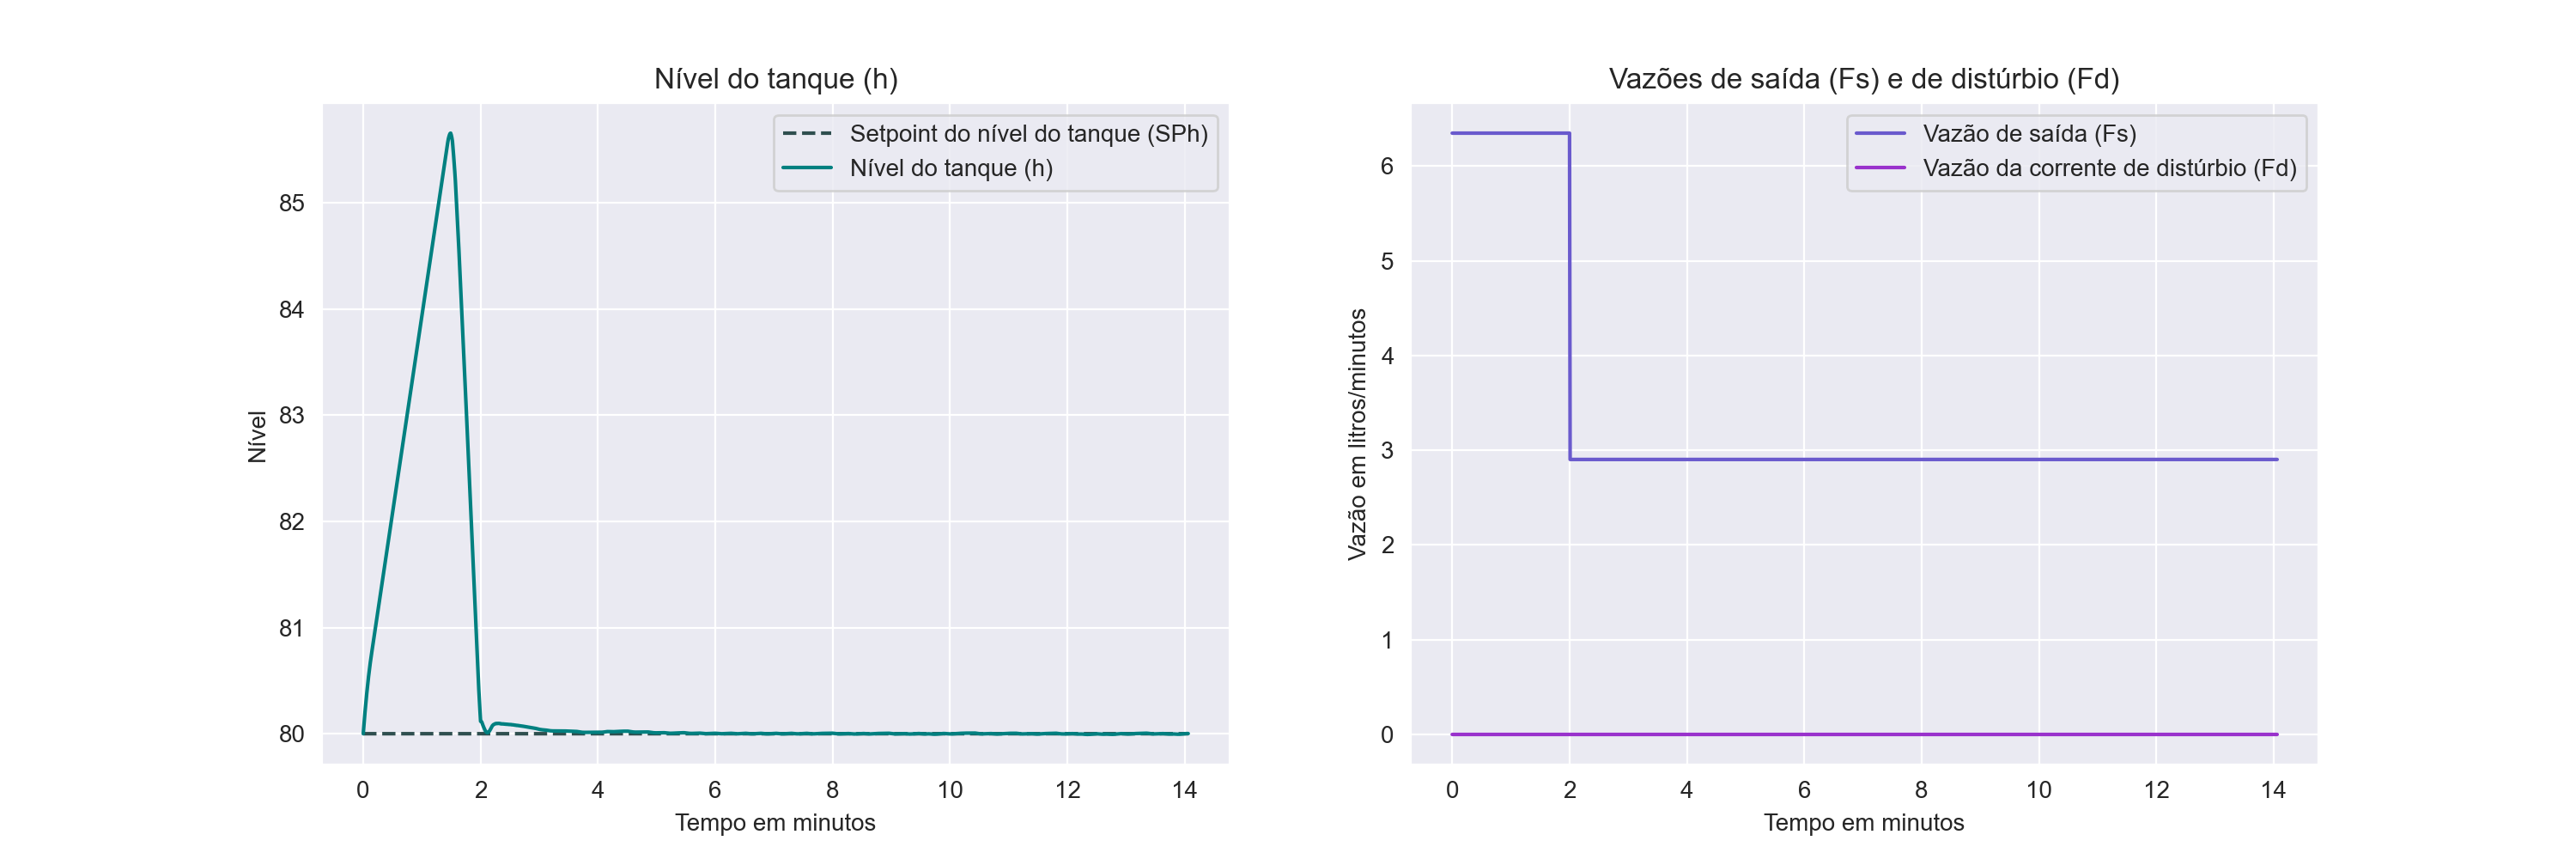 Nível do tanque (h)
Setpoint do nível do tanque (SPh)
Nível do tanque (h)
85
84
83
82
81
80
Nível
0 2 4 6 8 10 12 14
Tempo em minutos
Vazões de saída (Fs) e de distúrbio (Fd)
Vazão de saída (Fs)
Vazão da corrente de distúrbio (Fd)
6
5
4
3
2
1
0
Vazão em litros/minutos
0 2 4 6 8 10 12 14
Tempo em minutos